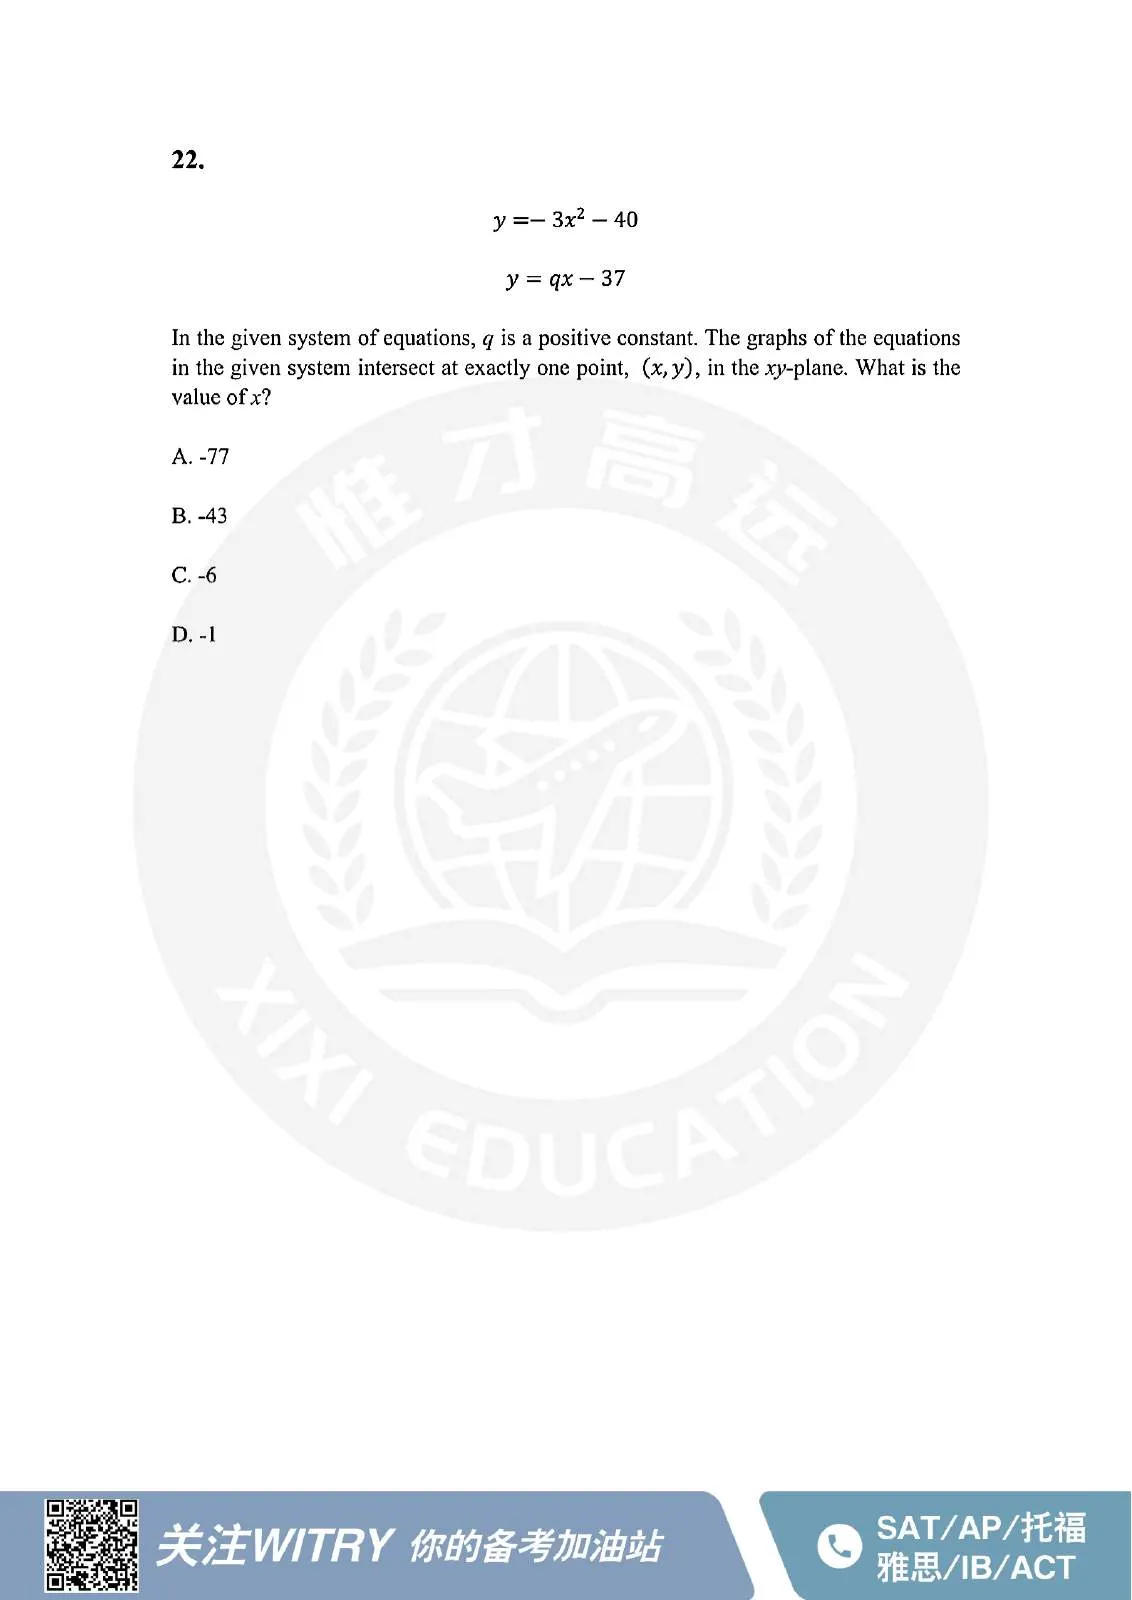 22.
y =− 3x² − 40
y = qx − 37
In the given system of equations, q is a positive constant. The graphs of the equations
in the given system intersect at exactly one point, (x, y), in the xy-plane. What is the
value of x?
A. -77
B. -43
C. -6
D. -1
惟才高远
XIXI EDUCATION
关注WITRY 你的备考加油站
SAT/AP/托福
雅思/IB/ACT